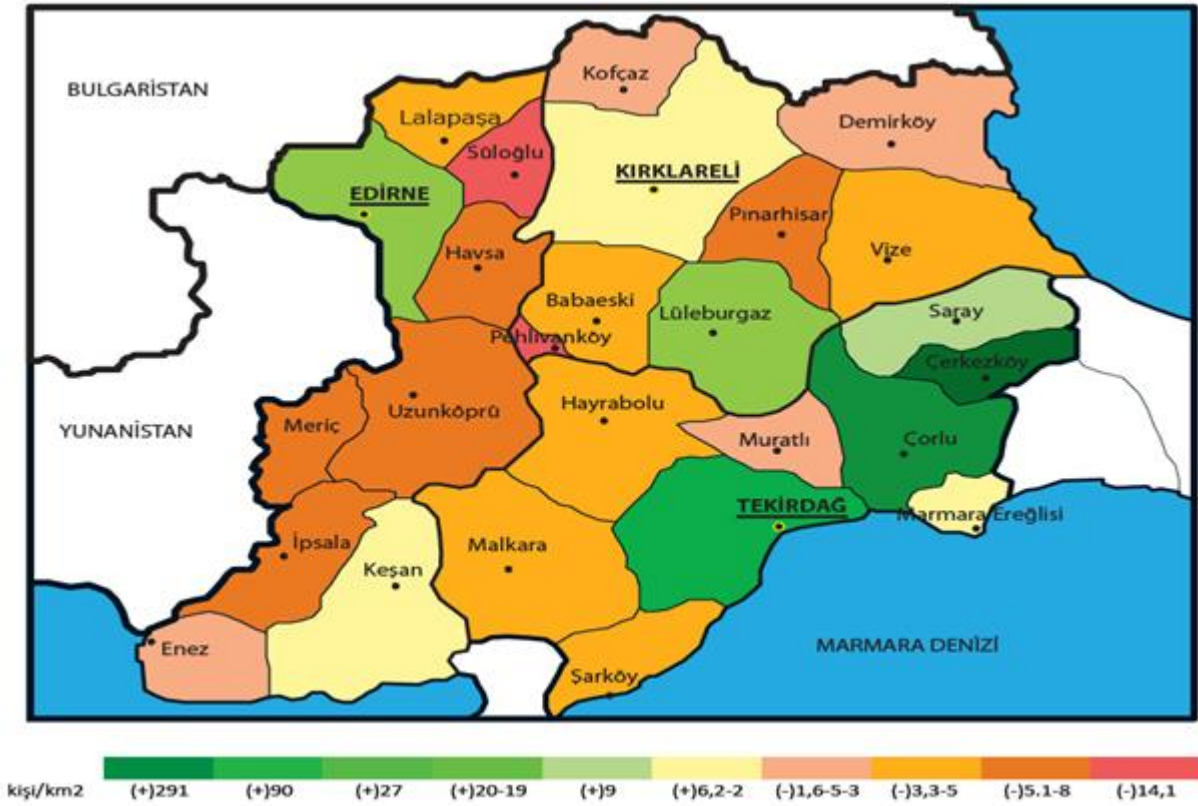 BULGARİSTAN
Kofçaz
Lalapaşa
Demirköy
Süloğlu
KIRKLARELİ
EDİRNE
Pınarhisar
Havsa
Vize
Babaeski
Lüleburgaz
Saray
Pehlivanköy
Çerkezköy
Uzunköprü
Hayrabolu
Meriç
YUNANİSTAN
Muratlı
Çorlu
TEKİRDAĞ
Marmara Ereğlisi
İpsala
Malkara
Keşan
Enez
MARMARA DENİZİ
Şarköy
kişi/km2 (+)291 (+)90 (+)27 (+)20-19 (+)9 (+)6,2-2 (-)1,6-5-3 (-)3,3-5 (-)5.1-8 (-)14,1